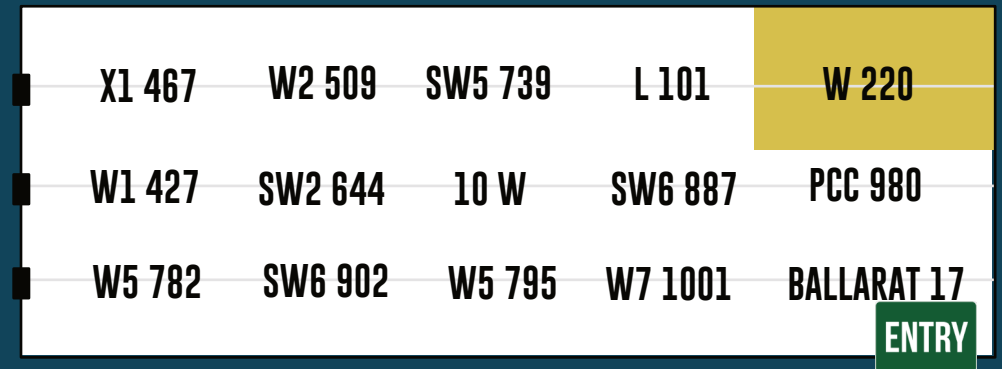 X1 467 W2 509 SW5 739 L 101 W 220
W1 427 SW2 644 10 W SW6 887 PCC 980
W5 782 SW6 902 W5 795 W7 1001 BALLARAT 17
ENTRY